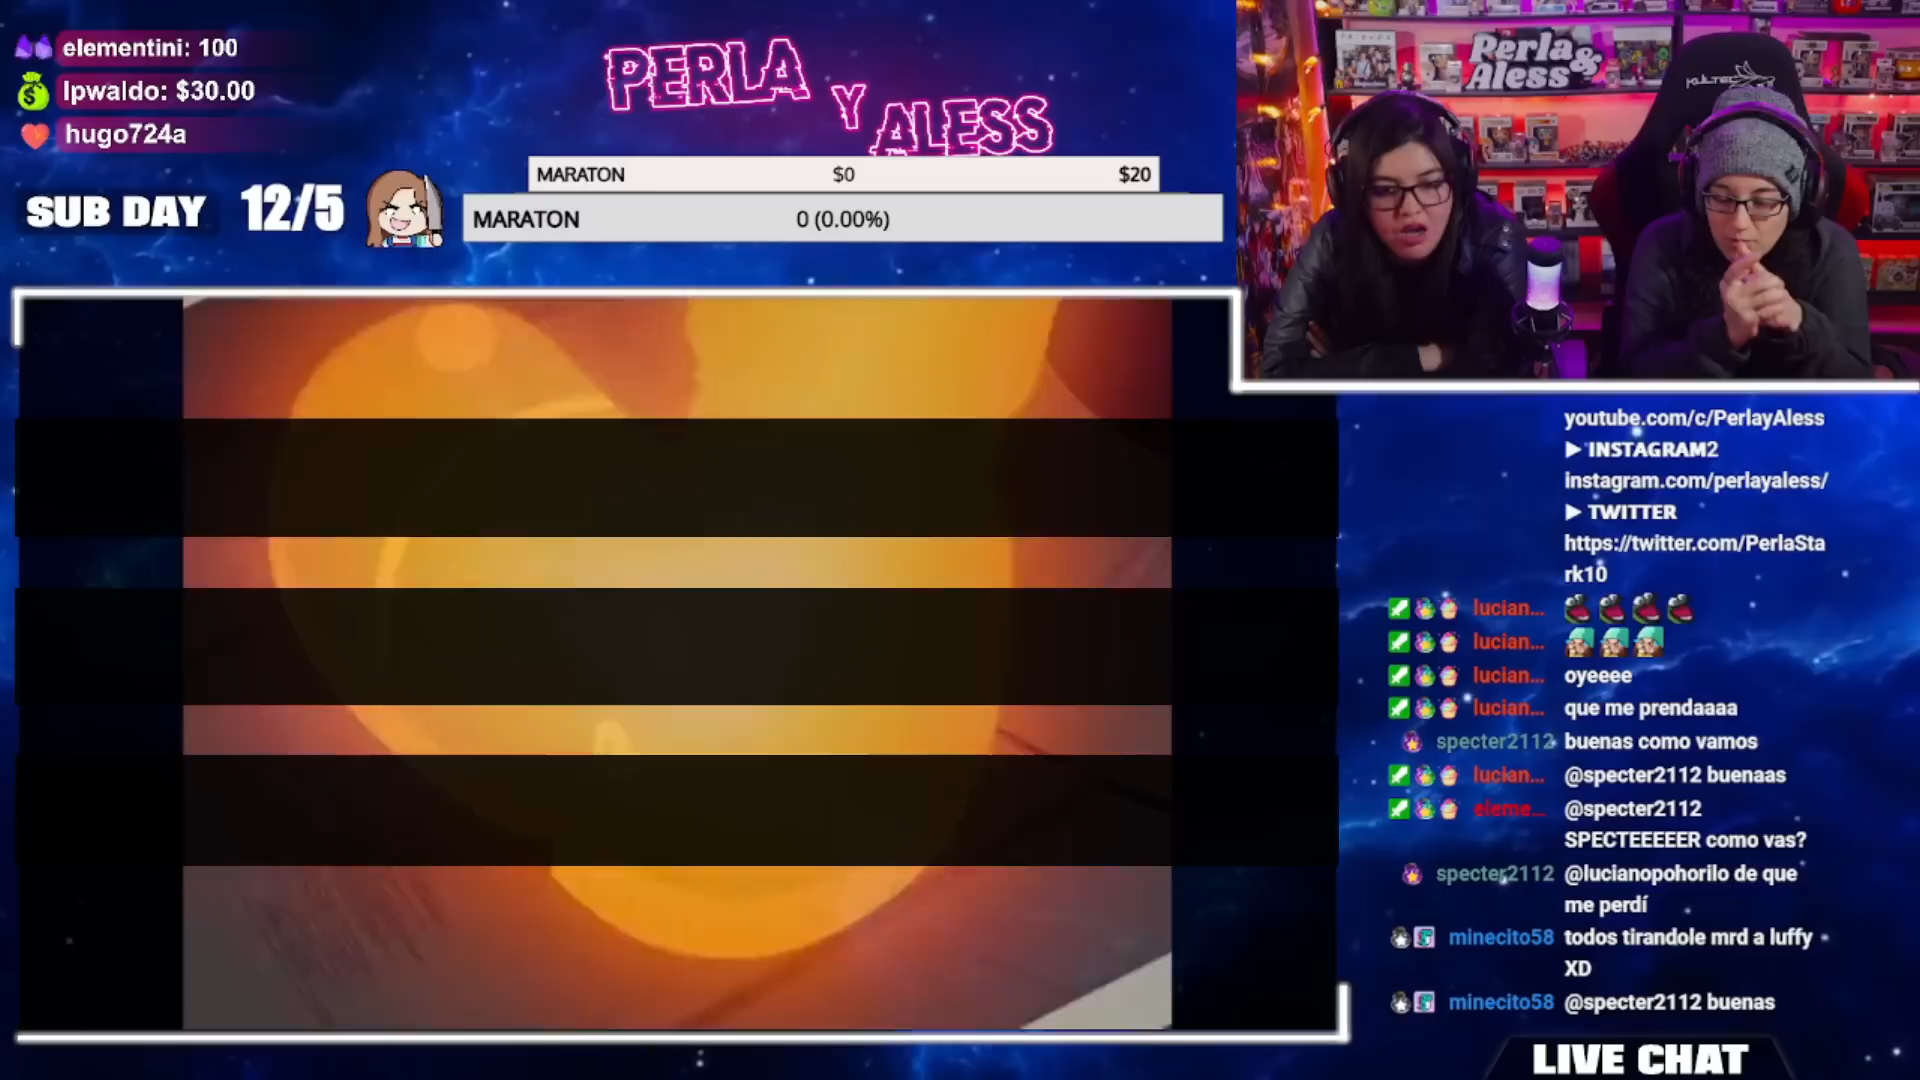 elementini: 100
lpwaldo: $30.00
hugo724a
SUB DAY 12/5
PERLA
Y
ALESS
MARATON $0 $20
MARATON 0 (0.00%)
Perla&
Aless
youtube.com/c/PerlayAless
▶ INSTAGRAM2
instagram.com/perlayaless/
▶ TWITTER
https://twitter.com/PerlaSta
rk10
lucian...
lucian...
lucian... oyeeee
lucian... que me prendaaaa
specter2112 buenas como vamos
lucian... @specter2112 buenaas
eleme... @specter2112
SPECTEEEEER como vas?
specter2112 @lucianopohorilo de que
me perdí
minecito58 todos tirandole mrd a luffy
XD
minecito58 @specter2112 buenas
LIVE CHAT